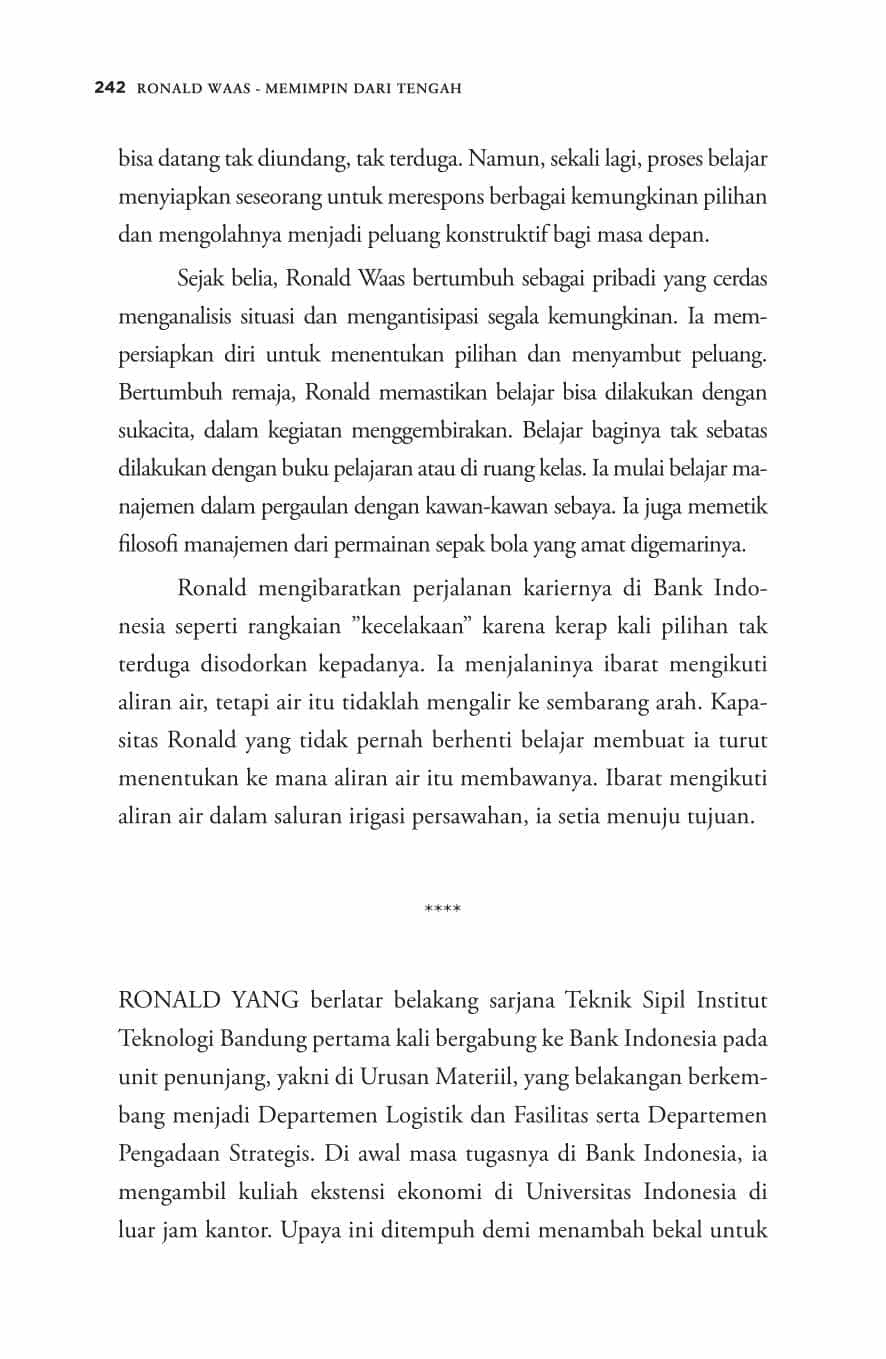 242 RONALD WAAS - MEMIMPIN DARI TENGAH
bisa datang tak diundang, tak terduga. Namun, sekali lagi, proses belajar
menyiapkan seseorang untuk merespons berbagai kemungkinan pilihan
dan mengolahnya menjadi peluang konstruktif bagi masa depan.
Sejak belia, Ronald Waas bertumbuh sebagai pribadi yang cerdas
menganalisis situasi dan mengantisipasi segala kemungkinan. Ia mem-
persiapkan diri untuk menentukan pilihan dan menyambut peluang.
Bertumbuh remaja, Ronald memastikan belajar bisa dilakukan dengan
sukacita, dalam kegiatan menggembirakan. Belajar baginya tak sebatas
dilakukan dengan buku pelajaran atau di ruang kelas. Ia mulai belajar ma-
najemen dalam pergaulan dengan kawan-kawan sebaya. Ia juga memetik
filosofi manajemen dari permainan sepak bola yang amat digemarinya.
Ronald mengibaratkan perjalanan kariernya di Bank Indo-
nesia seperti rangkaian ”kecelakaan” karena kerap kali pilihan tak
terduga disodorkan kepadanya. Ia menjalaninya ibarat mengikuti
aliran air, tetapi air itu tidaklah mengalir ke sembarang arah. Kapa-
sitas Ronald yang tidak pernah berhenti belajar membuat ia turut
menentukan ke mana aliran air itu membawanya. Ibarat mengikuti
aliran air dalam saluran irigasi persawahan, ia setia menuju tujuan.
****
RONALD YANG berlatar belakang sarjana Teknik Sipil Institut
Teknologi Bandung pertama kali bergabung ke Bank Indonesia pada
unit penunjang, yakni di Urusan Materiil, yang belakangan berkem-
bang menjadi Departemen Logistik dan Fasilitas serta Departemen
Pengadaan Strategis. Di awal masa tugasnya di Bank Indonesia, ia
mengambil kuliah ekstensi ekonomi di Universitas Indonesia di
luar jam kantor. Upaya ini ditempuh demi menambah bekal untuk